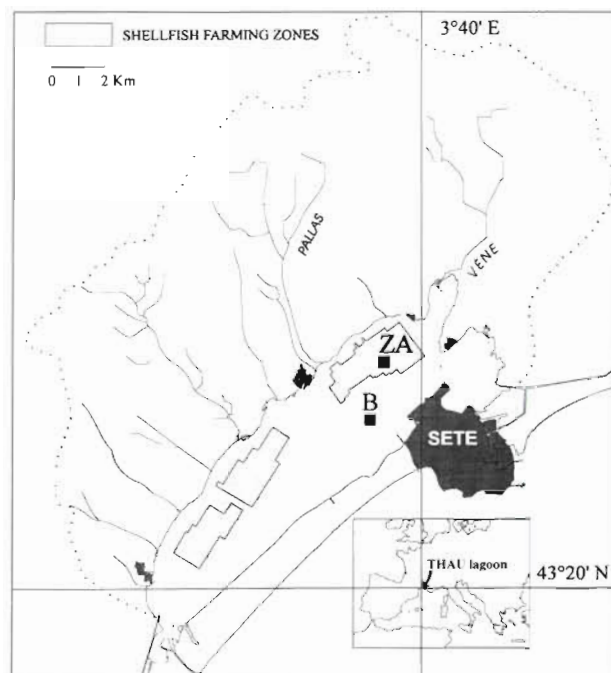 SHELLFISH FARMING ZONES
3°40' E
0 1 2 Km
PALLAS
VENE
ZA
B
SETE
THAU lagoon
43°20' N